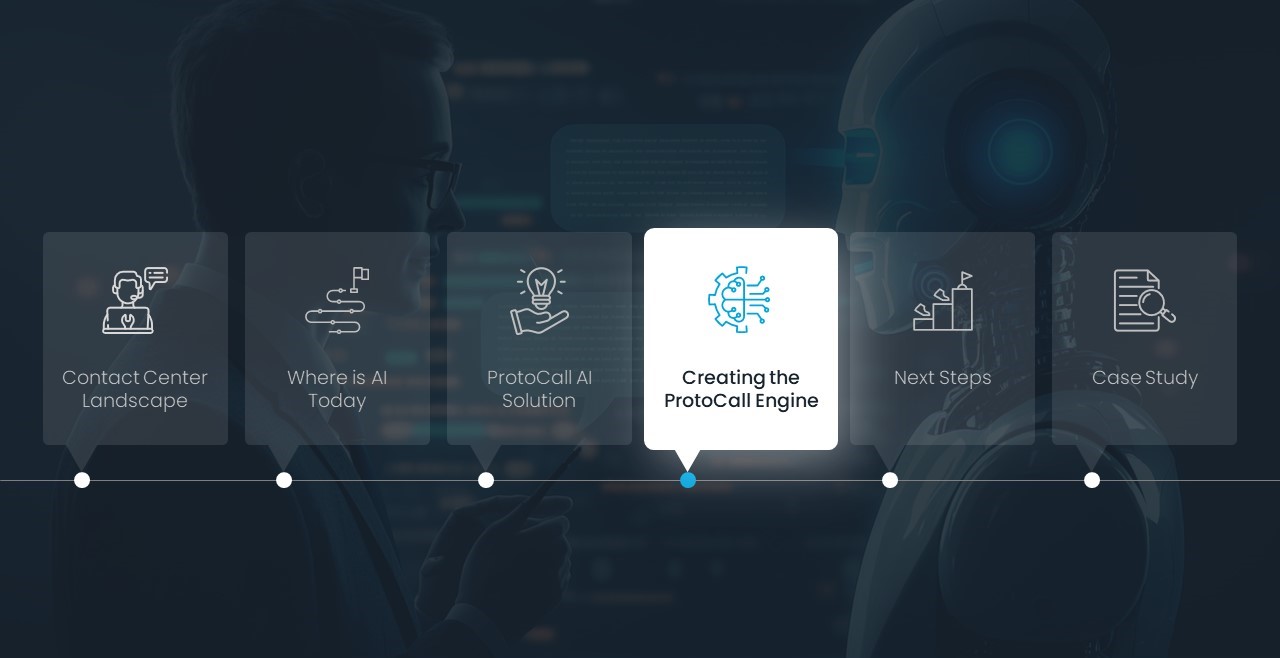 Contact Center
Landscape
Where is AI
Today
ProtoCall AI
Solution
Creating the
ProtoCall Engine
Next Steps
Case Study